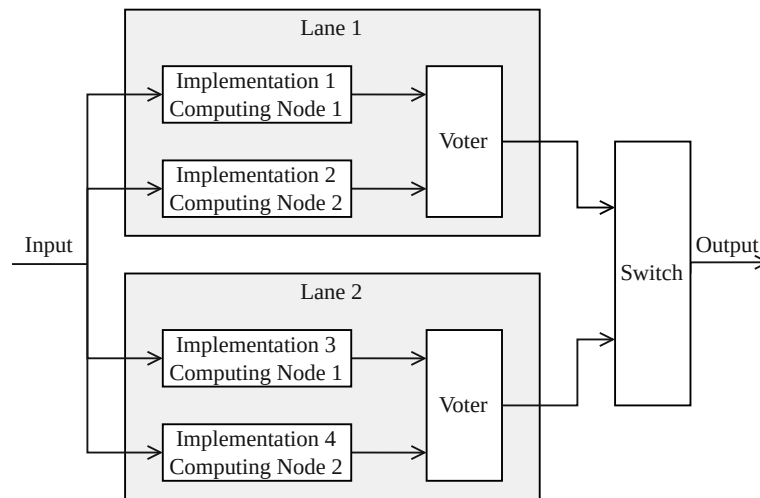 Lane 1
Implementation 1
Computing Node 1
Voter
Implementation 2
Computing Node 2
Input
Switch
Output
Lane 2
Implementation 3
Computing Node 1
Voter
Implementation 4
Computing Node 2